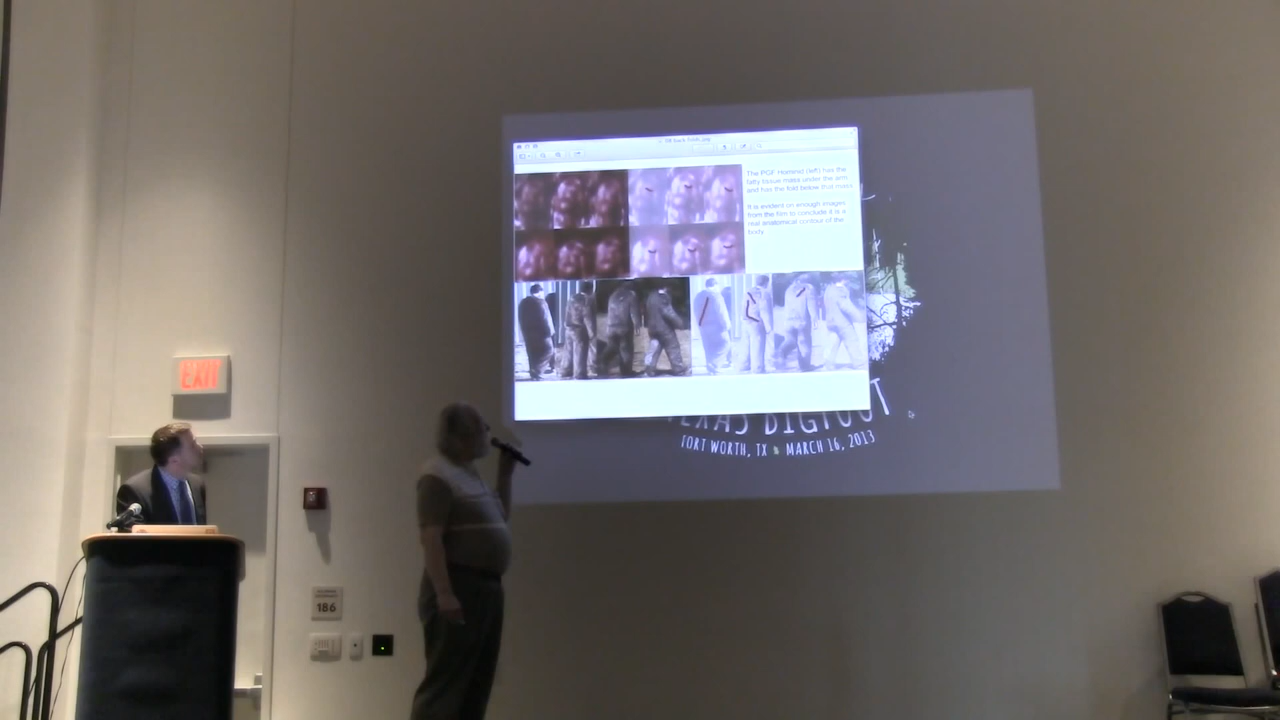 The PGF Hominid (left) has the
fatty tissue mass under the arm
and has the fold below that mass
It is evident on enough images
from the film to conclude it is a
real anatomical contour of the
body.
TEXAS BIGFOOT
FORT WORTH, TX MARCH 16, 2013
EXIT
186